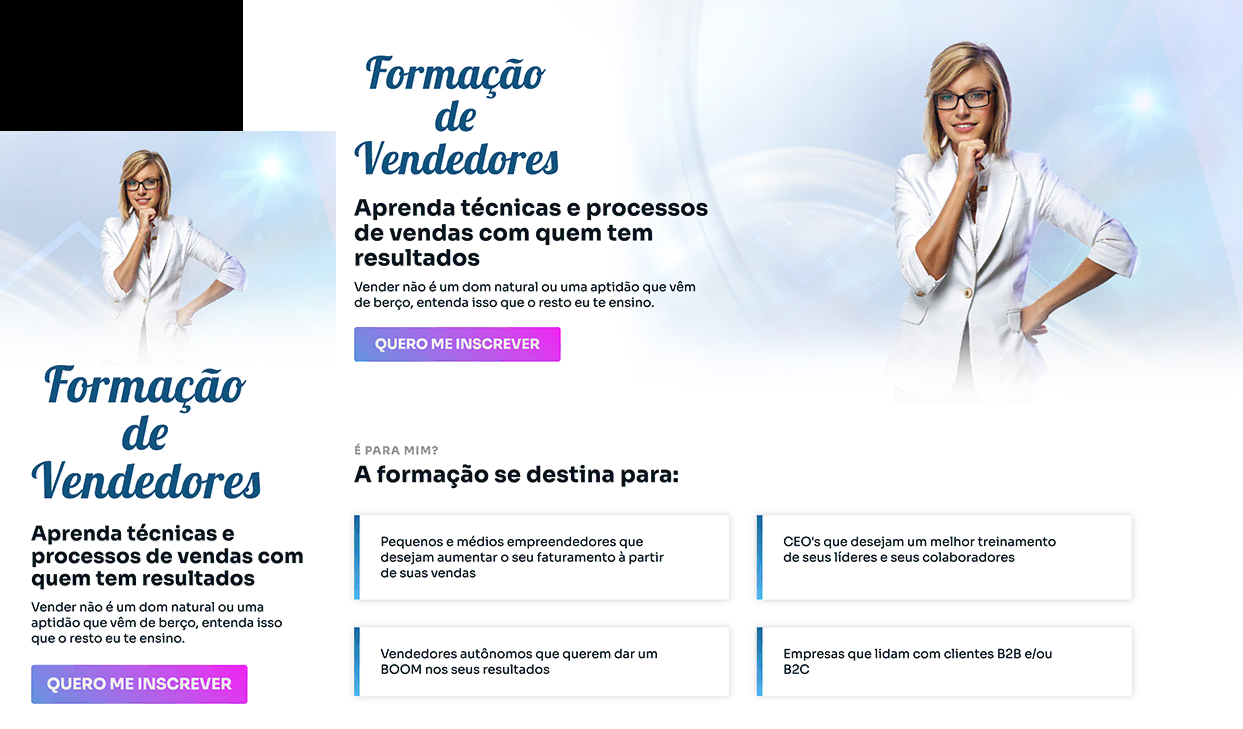 Formação
de
Vendedores
Aprenda técnicas e
processos de vendas com
quem tem resultados
Vender não é um dom natural ou uma
aptidão que vêm de berço, entenda isso
que o resto eu te ensino.
QUERO ME INSCREVER
Formação
de
Vendedores
Aprenda técnicas e processos
de vendas com quem tem
resultados
Vender não é um dom natural ou uma aptidão que vêm
de berço, entenda isso que o resto eu te ensino.
QUERO ME INSCREVER
É PARA MIM?
A formação se destina para:
Pequenos e médios empreendedores que
desejam aumentar o seu faturamento à partir
de suas vendas
CEO's que desejam um melhor treinamento
de seus líderes e seus colaboradores
Vendedores autônomos que querem dar um
BOOM nos seus resultados
Empresas que lidam com clientes B2B e/ou
B2C